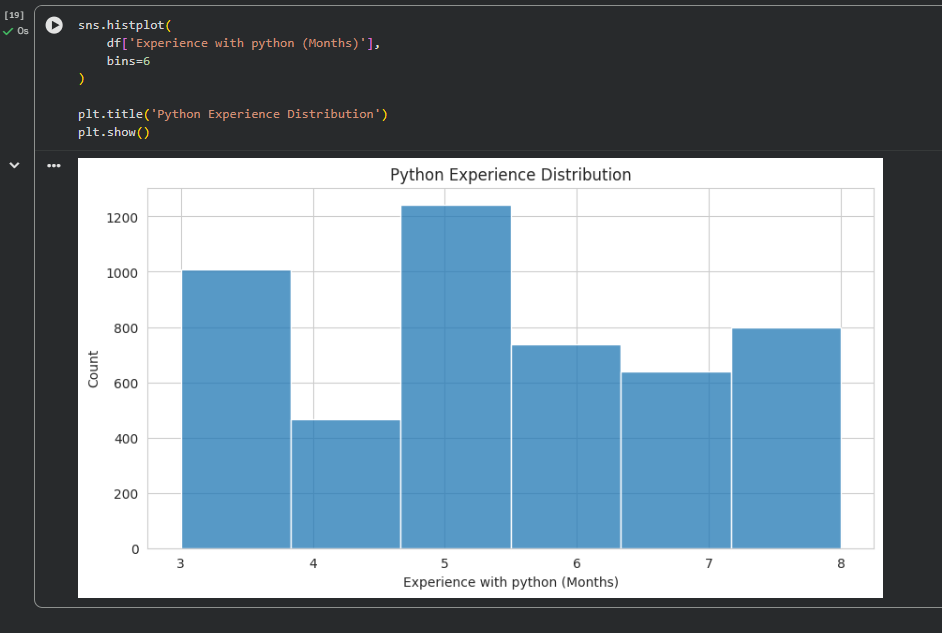 [19]
0s
sns.histplot(
df['Experience with python (Months)'],
bins=6
)
plt.title('Python Experience Distribution')
plt.show()
Python Experience Distribution
1200
1000
800
600
400
200
0
Count
3 4 5 6 7 8
Experience with python (Months)